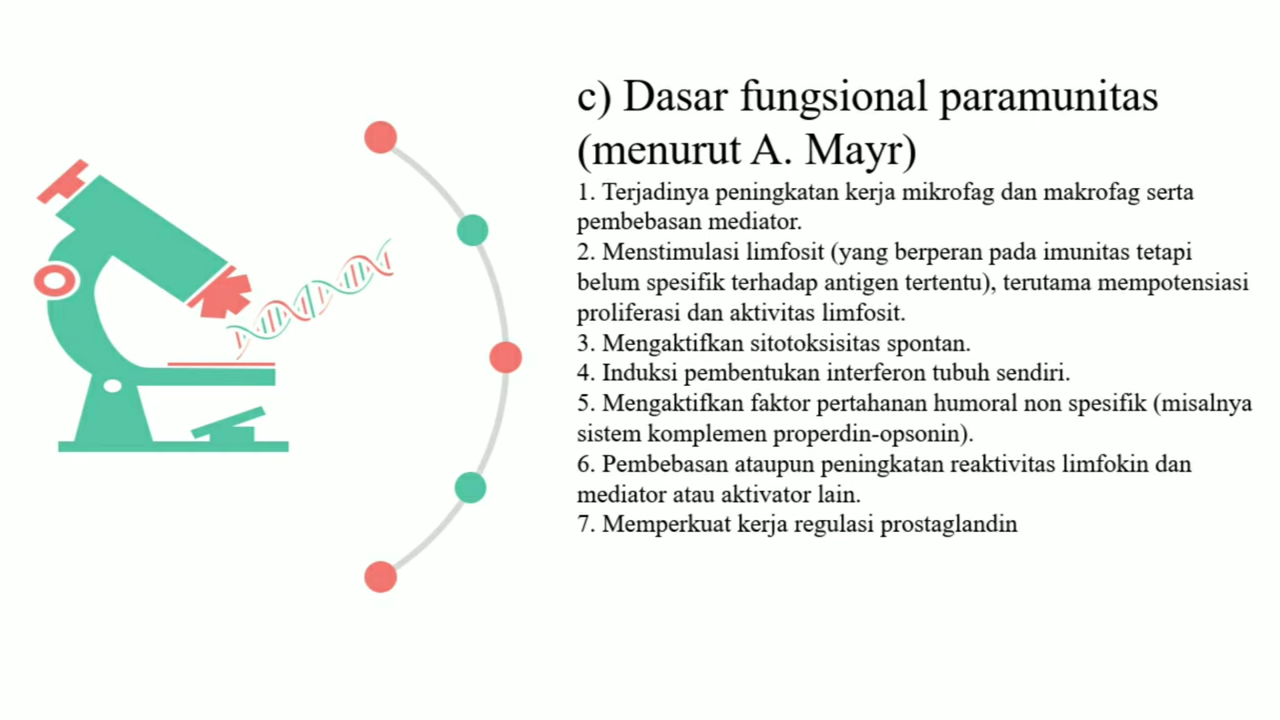 c) Dasar fungsional paramunitas
(menurut A. Mayr)
1. Terjadinya peningkatan kerja mikrofag dan makrofag serta
pembebasan mediator.
2. Menstimulasi limfosit (yang berperan pada imunitas tetapi
belum spesifik terhadap antigen tertentu), terutama mempotensiasi
proliferasi dan aktivitas limfosit.
3. Mengaktifkan sitotoksisitas spontan.
4. Induksi pembentukan interferon tubuh sendiri.
5. Mengaktifkan faktor pertahanan humoral non spesifik (misalnya
sistem komplemen properdin-opsonin).
6. Pembebasan ataupun peningkatan reaktivitas limfokin dan
mediator atau aktivator lain.
7. Memperkuat kerja regulasi prostaglandin